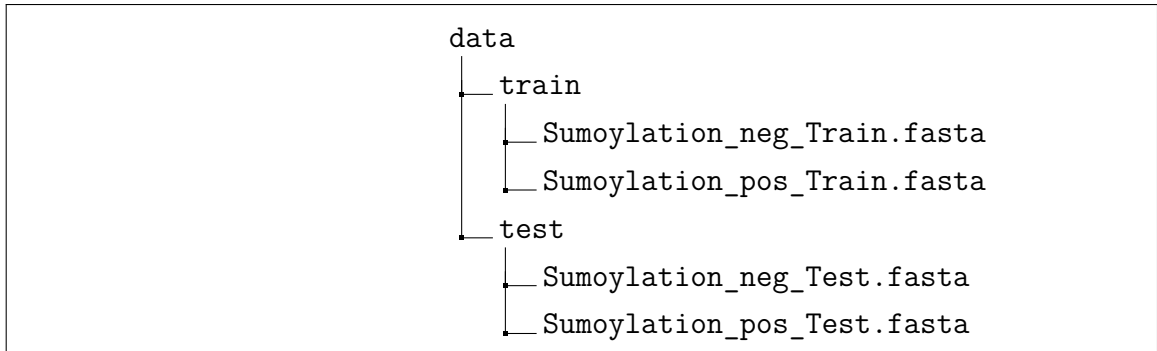 data
train
Sumoylation_neg_Train.fasta
Sumoylation_pos_Train.fasta
test
Sumoylation_neg_Test.fasta
Sumoylation_pos_Test.fasta